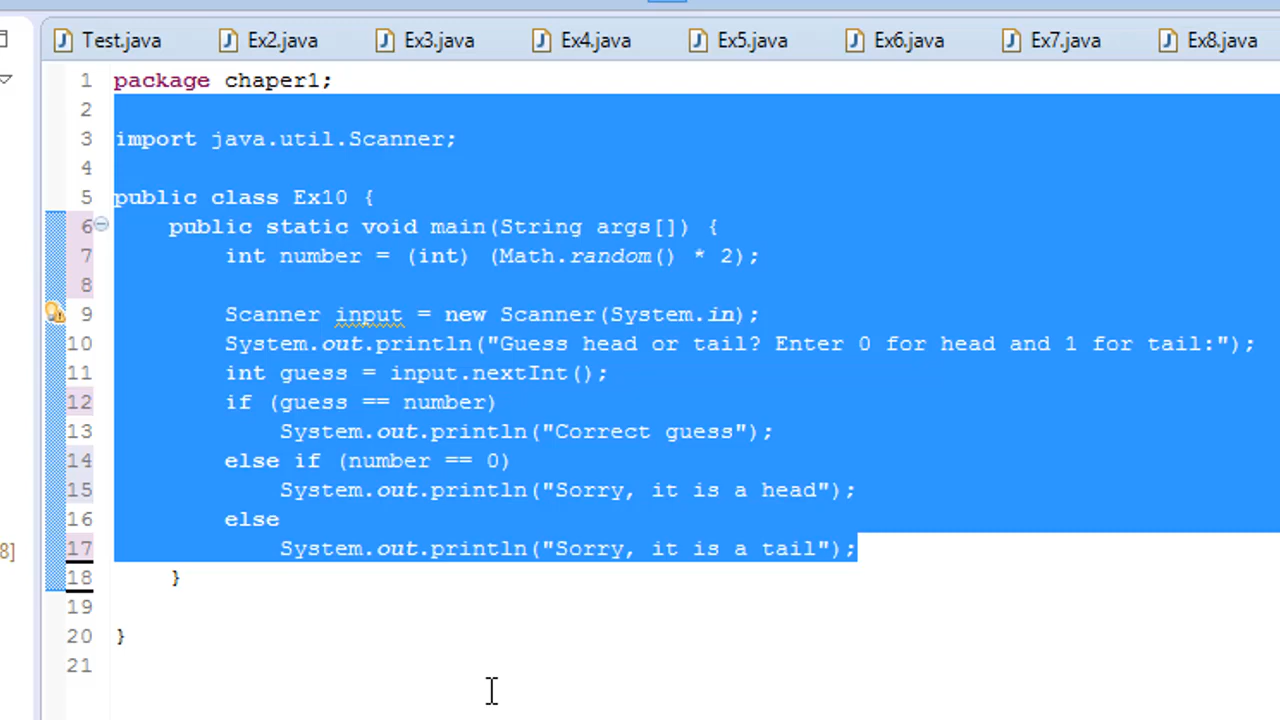 Test.java Ex2.java Ex3.java Ex4.java Ex5.java Ex6.java Ex7.java Ex8.java
1 package chaper1;
2
3 import java.util.Scanner;
4
5 public class Ex10 {
6 public static void main(String args[]) {
7 int number = (int) (Math.random() * 2);
8
9 Scanner input = new Scanner(System.in);
10 System.out.println("Guess head or tail? Enter 0 for head and 1 for tail:");
11 int guess = input.nextInt();
12 if (guess == number)
13 System.out.println("Correct guess");
14 else if (number == 0)
15 System.out.println("Sorry, it is a head");
16 else
17 System.out.println("Sorry, it is a tail");
18 }
19
20 }
21
8]